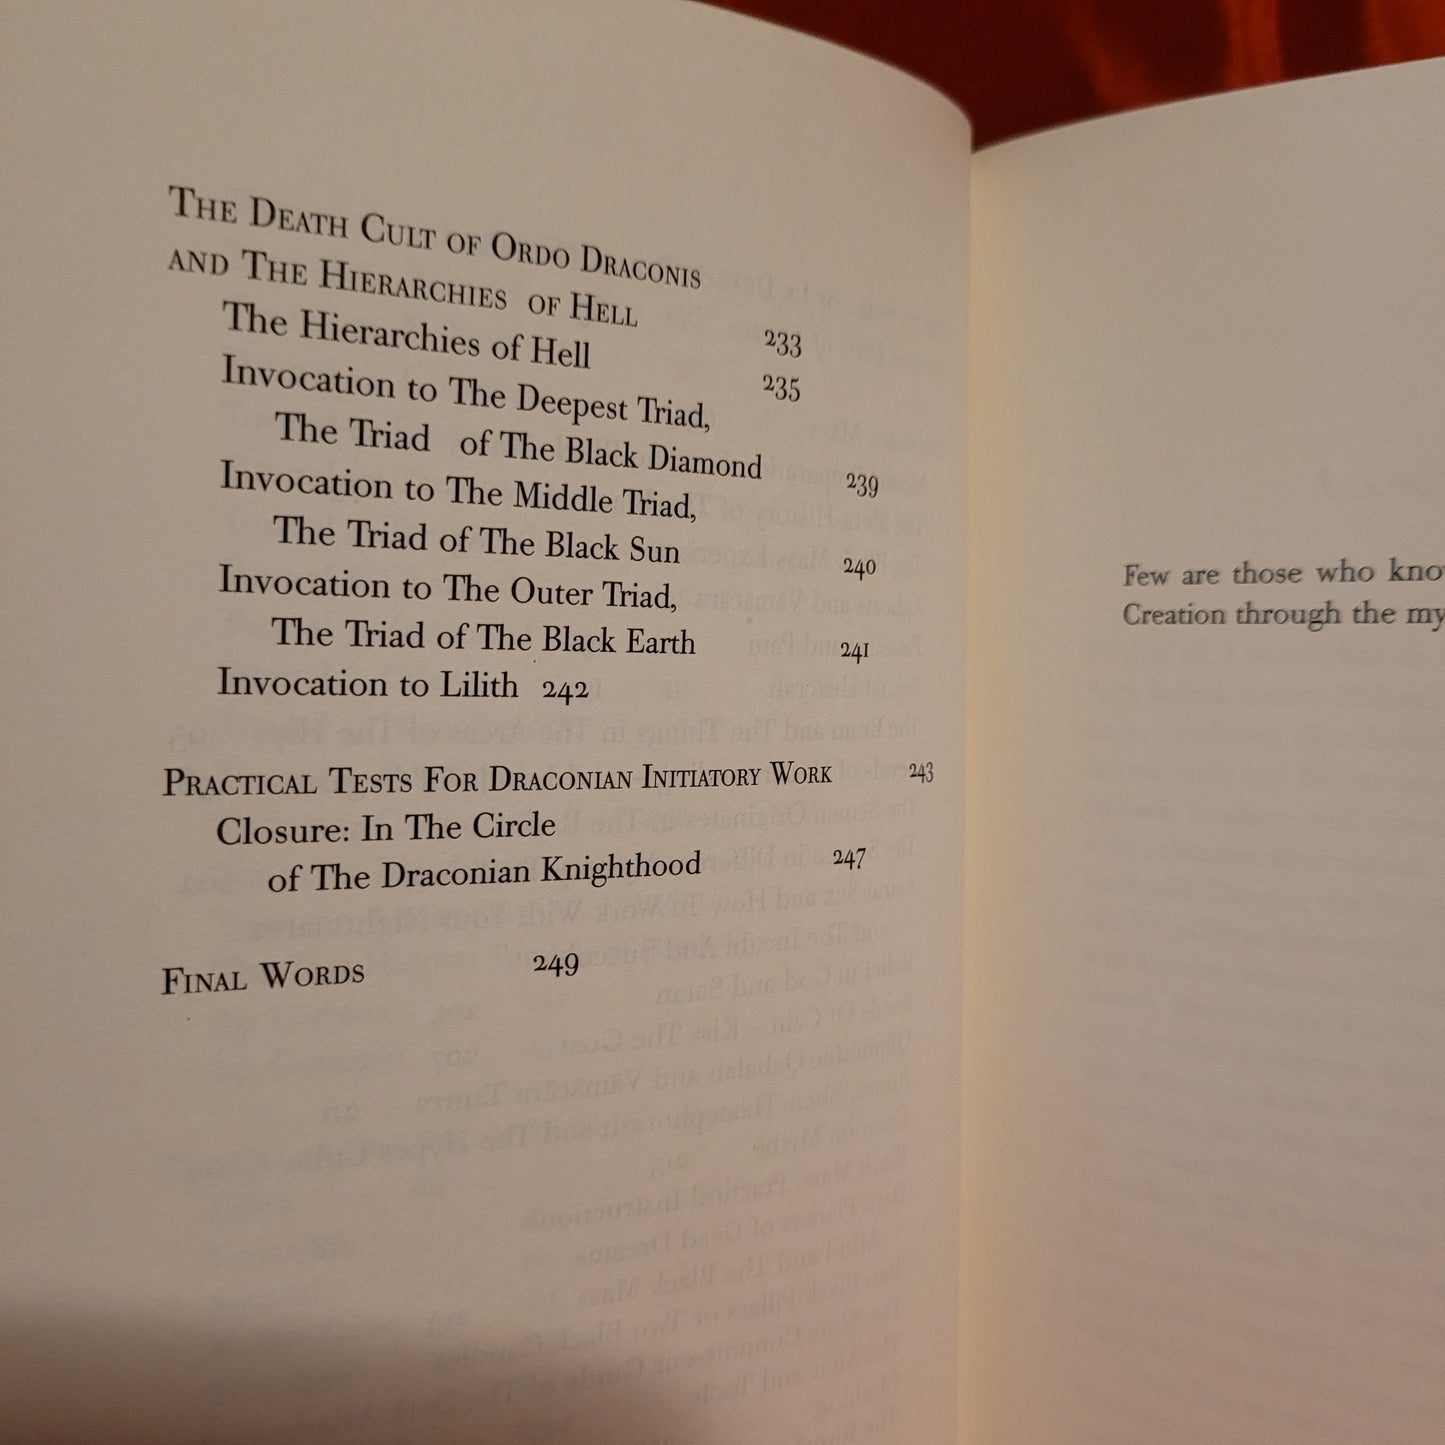 The Death Cult of Ordo Draconis
and The Hierarchies of Hell 233
The Hierarchies of Hell 235
Invocation to The Deepest Triad,
The Triad of The Black Diamond 239
Invocation to The Middle Triad,
The Triad of The Black Sun 240
Invocation to The Outer Triad,
The Triad of The Black Earth 241
Invocation to Lilith 242
Practical Tests For Draconian Initiatory Work 243
Closure: In The Circle
of The Draconian Knighthood 247
Final Words 249
Few are those who
Creation through the